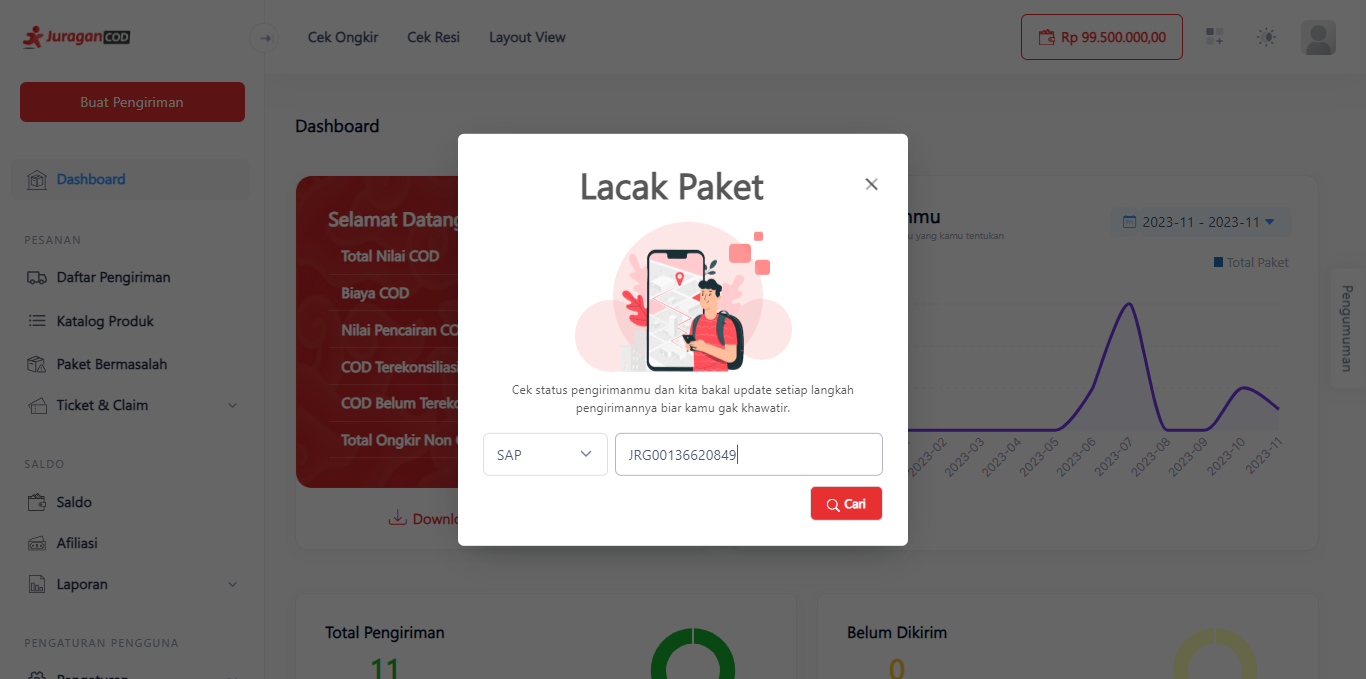 JuraganCOD
Cek Ongkir
Cek Resi
Layout View
Rp 99.500.000,00
Buat Pengiriman
Dashboard
PESANAN
Daftar Pengiriman
Katalog Produk
Paket Bermasalah
Ticket & Claim
SALDO
Saldo
Afiliasi
Laporan
PENGATURAN PENGGUNA
Pengaturan
Dashboard
Selamat Datang
Total Nilai COD
Biaya COD
Nilai Pencairan CO
COD Terekonsiliasi
COD Belum Tereko
Total Ongkir Non
Downlo
Lacak Paket
Cek status pengirimanmu dan kita bakal update setiap langkah
pengirimannya biar kamu gak khawatir.
SAP
JRG00136620849
Cari
nmu
yang kamu tentukan
2023-11 - 2023-11
Total Paket
2023-02
2023-03
2023-04
2023-05
2023-06
2023-07
2023-08
2023-09
2023-10
2023-11
Pengumuman
Total Pengiriman
11
Belum Dikirim
0